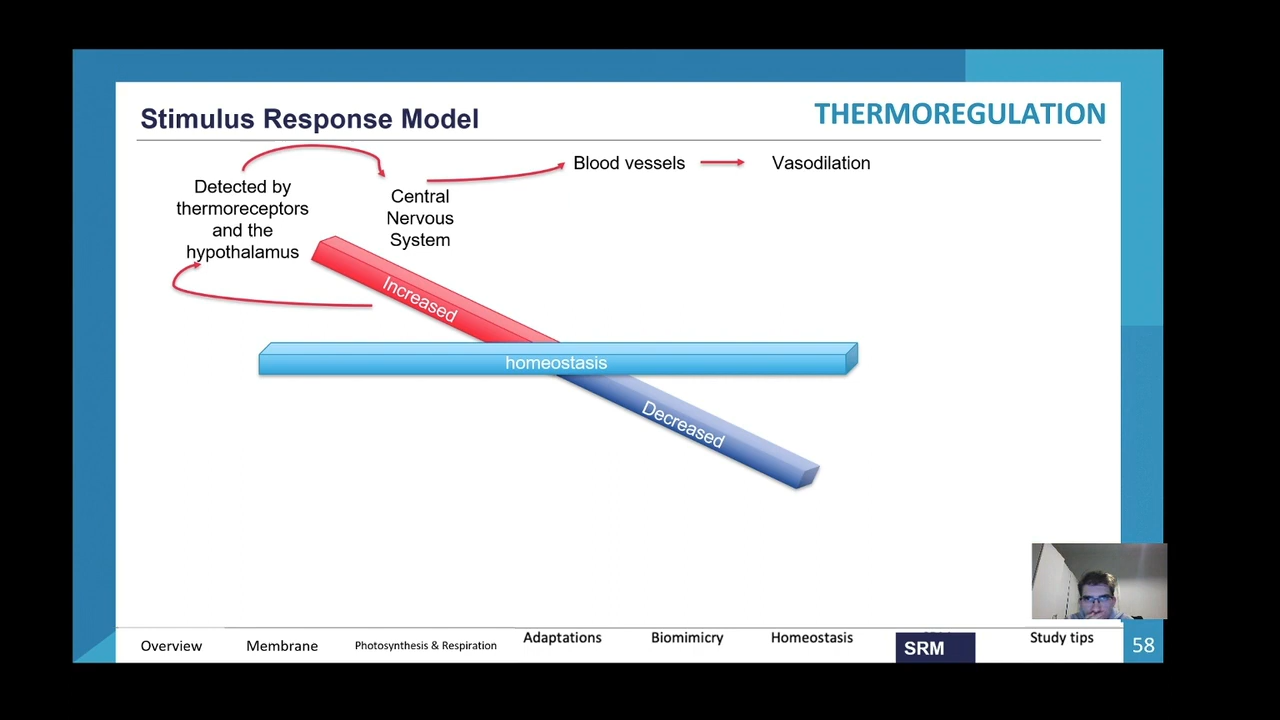 Stimulus Response Model
THERMOREGULATION
Detected by
thermoreceptors
and the
hypothalamus
Central
Nervous
System
Blood vessels
Vasodilation
Increased
homeostasis
Decreased
Overview
Membrane
Photosynthesis & Respiration
Adaptations
Biomimicry
Homeostasis
SRM
Study tips
58